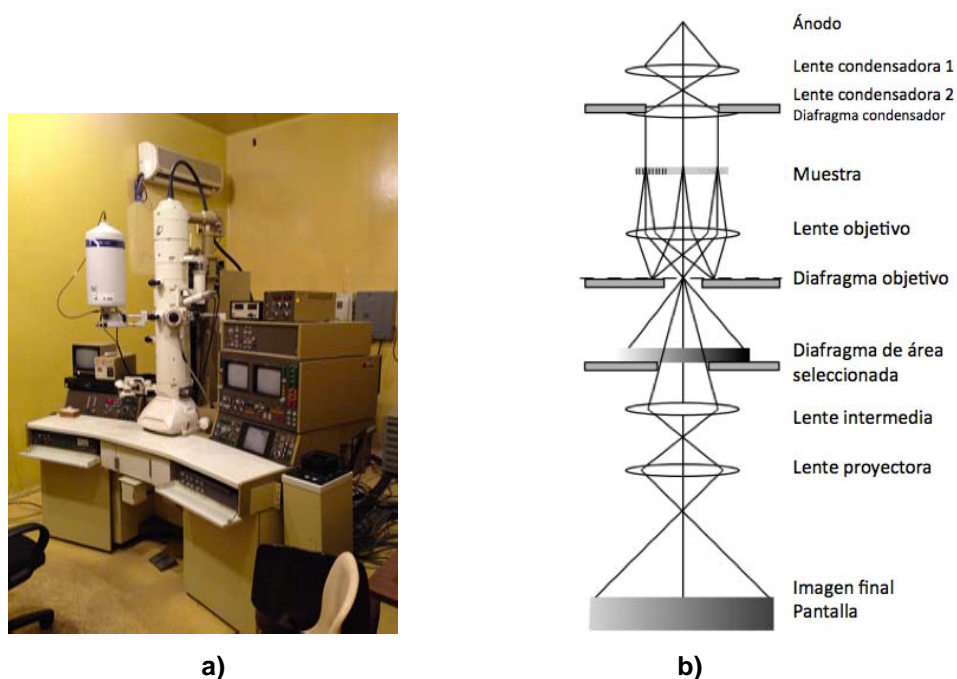 Ánodo
Lente condensadora 1
Lente condensadora 2
Diafragma condensador
Muestra
Lente objetivo
Diafragma objetivo
Diafragma de área
seleccionada
Lente intermedia
Lente proyectora
Imagen final
Pantalla
a)
b)